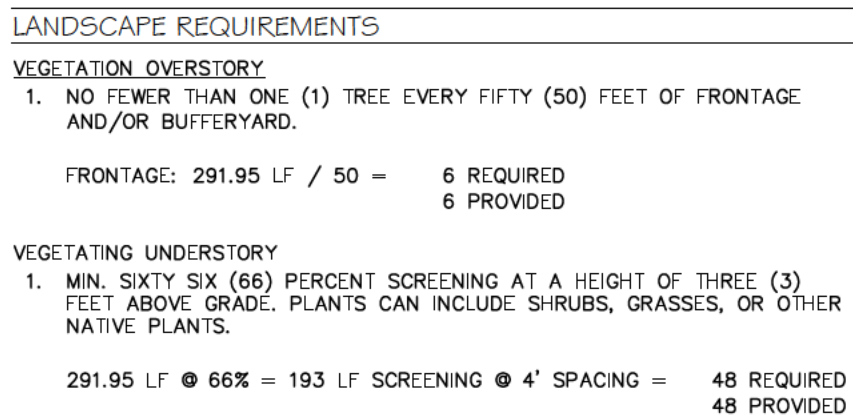 LANDSCAPE REQUIREMENTS
VEGETATION OVERSTORY
1. NO FEWER THAN ONE (1) TREE EVERY FIFTY (50) FEET OF FRONTAGE
AND/OR BUFFERYARD.
FRONTAGE: 291.95 LF / 50 = 6 REQUIRED
6 PROVIDED
VEGETATING UNDERSTORY
1. MIN. SIXTY SIX (66) PERCENT SCREENING AT A HEIGHT OF THREE (3)
FEET ABOVE GRADE. PLANTS CAN INCLUDE SHRUBS, GRASSES, OR OTHER
NATIVE PLANTS.
291.95 LF @ 66% = 193 LF SCREENING @ 4' SPACING = 48 REQUIRED
48 PROVIDED